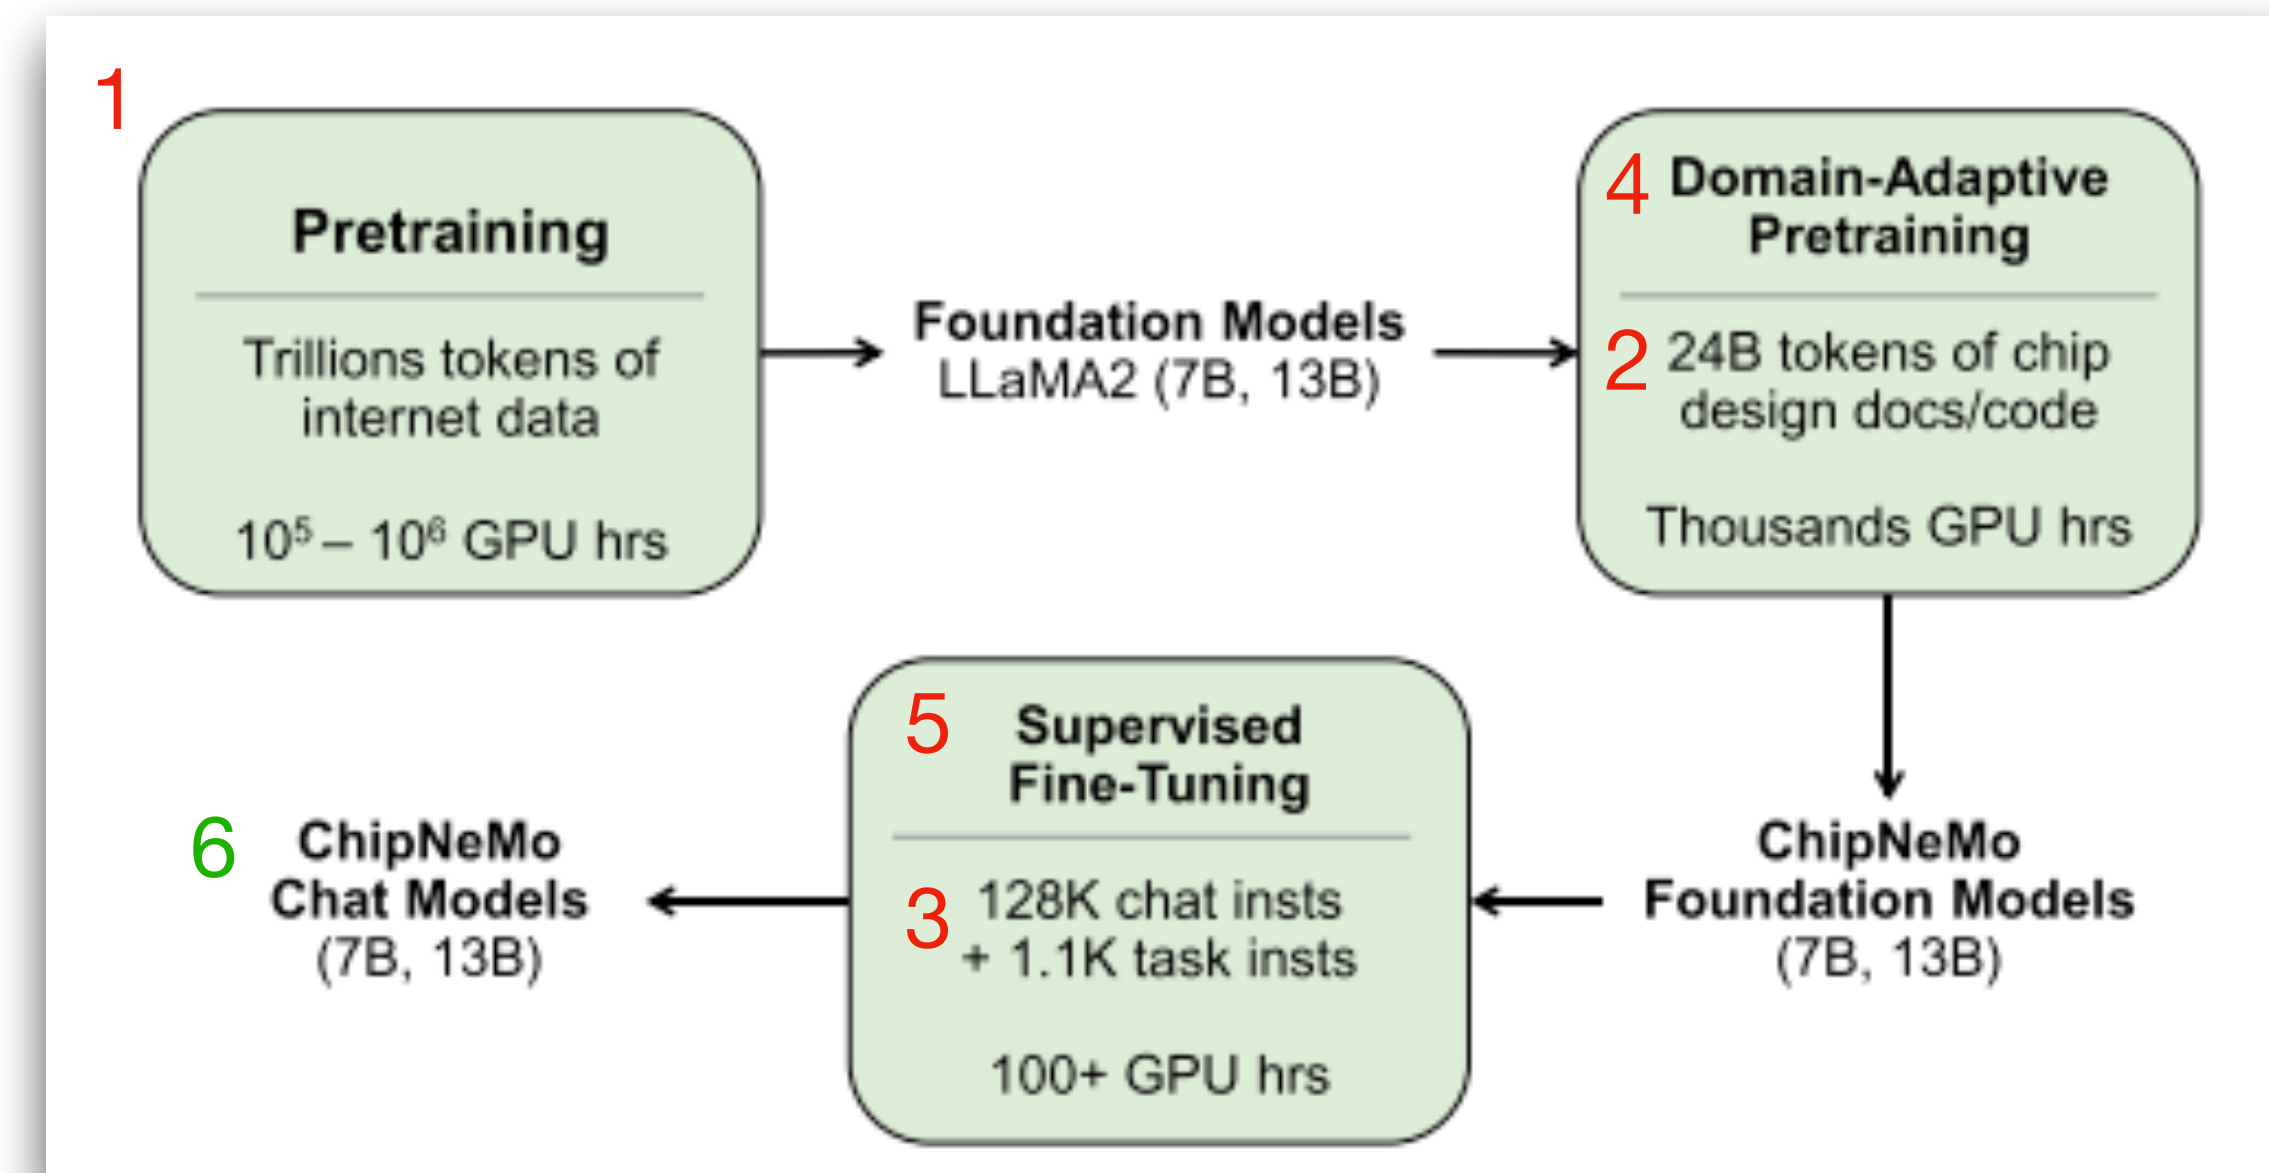 1
Pretraining
Trillions tokens of
internet data
10⁵ – 10⁶ GPU hrs
Foundation Models
LLaMA2 (7B, 13B)
4 Domain-Adaptive
Pretraining
2 24B tokens of chip
design docs/code
Thousands GPU hrs
ChipNeMo
Foundation Models
(7B, 13B)
5 Supervised
Fine-Tuning
3 128K chat insts
+ 1.1K task insts
100+ GPU hrs
6 ChipNeMo
Chat Models
(7B, 13B)